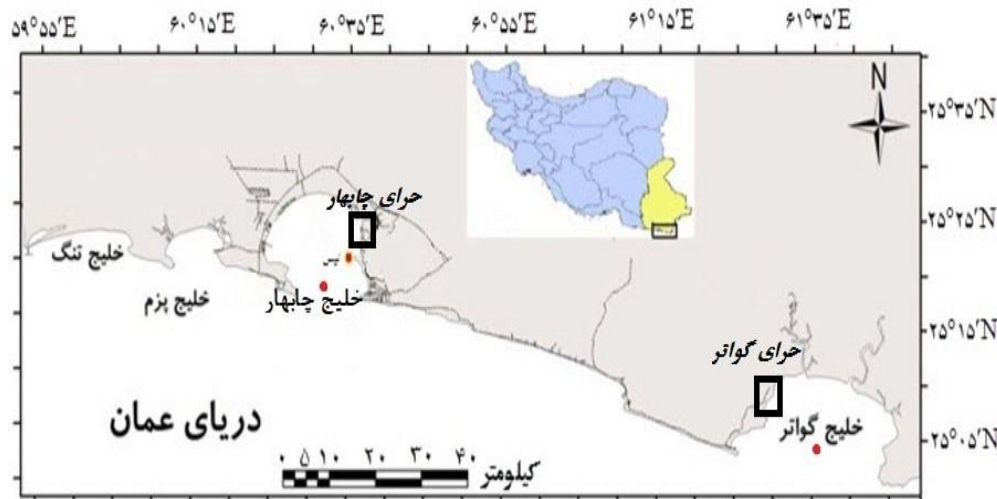 ۵۹°۵۵′E ۶۰°۱۵′E ۶۰°۳۵′E ۶۰°۵۵′E ۶۱°۱۵′E ۶۱°۳۵′E
N
۲۵°۳۵′N
حرای چابهار
۲۵°۲۵′N
خلیج تنگ
خلیج پزم
خلیج چابهار
۲۵°۱۵′N
حرای گواتر
خلیج گواتر
دریای عمان
۲۵°۰۵′N
۰ ۵ ۱۰ ۲۰ ۳۰ ۴۰
کیلومتر